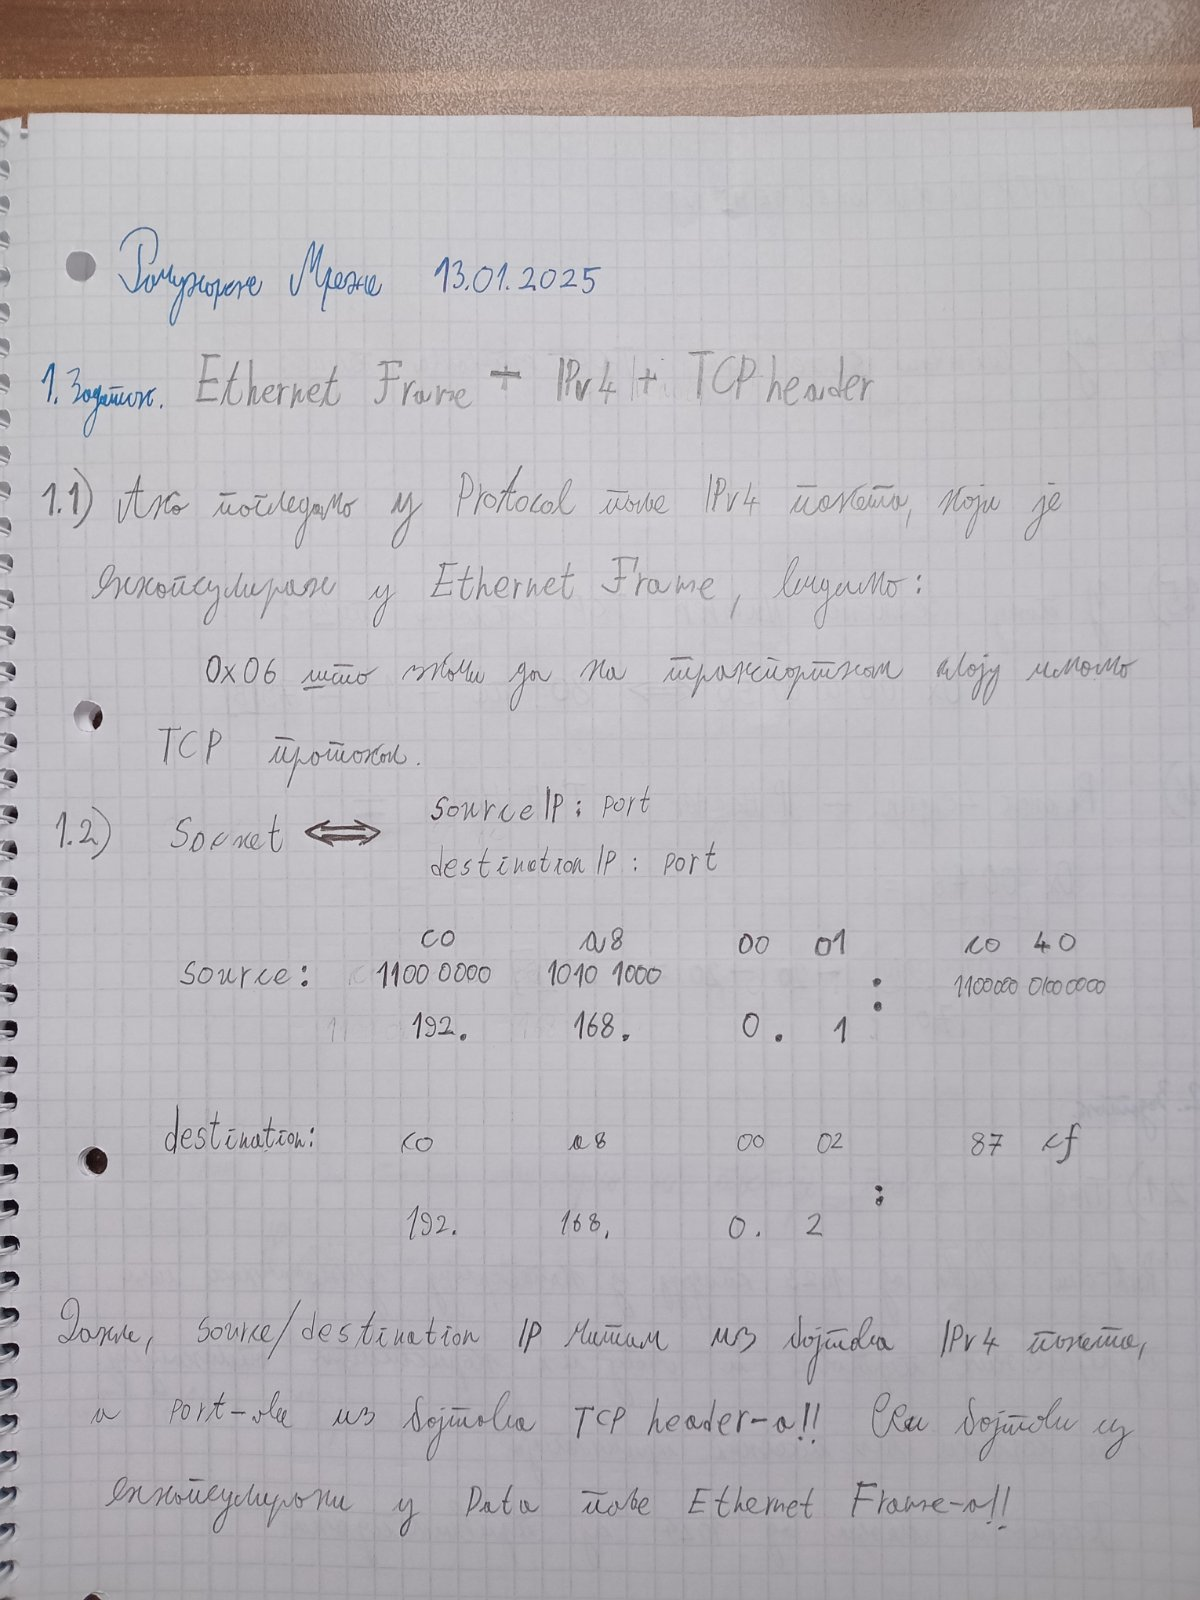 Рачунарске Мреже 13.01.2025
1. Задатак. Ethernet Frame + IPv4 + TCP header
1.1) Ако погледамо у Protocol поље IPv4 пакета, који је
енкапсулиран у Ethernet Frame, видимо:
0x06 што значи да на транспортном слоју имамо
TCP протокол.
1.2) Socket ⟺ source IP : port
destination IP : port
c0 a8 00 01 c0 40
source: 1100 0000 1010 1000 : 11000000 01000000
192. 168. 0. 1
destination: c0 a8 00 02 87 cf
:
192. 168. 0. 2
Дакле, source/destination IP читам из бајтова IPv4 пакета,
а port-ове из бајтова TCP header-а!! Сви бајтови су
енкапсулирани у Data поље Ethernet Frame-а!!